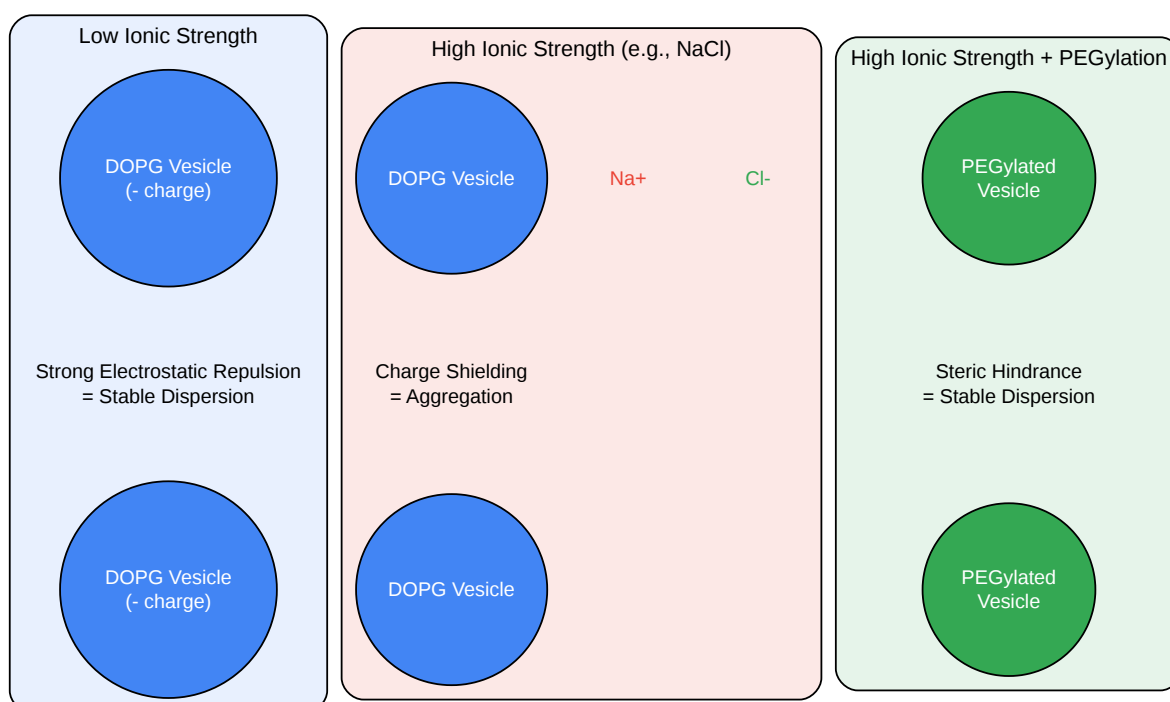 Low Ionic Strength
DOPG Vesicle
(- charge)
Strong Electrostatic Repulsion
= Stable Dispersion
DOPG Vesicle
(- charge)
High Ionic Strength (e.g., NaCl)
DOPG Vesicle
Na+
Cl-
Charge Shielding
= Aggregation
DOPG Vesicle
High Ionic Strength + PEGylation
PEGylated
Vesicle
Steric Hindrance
= Stable Dispersion
PEGylated
Vesicle